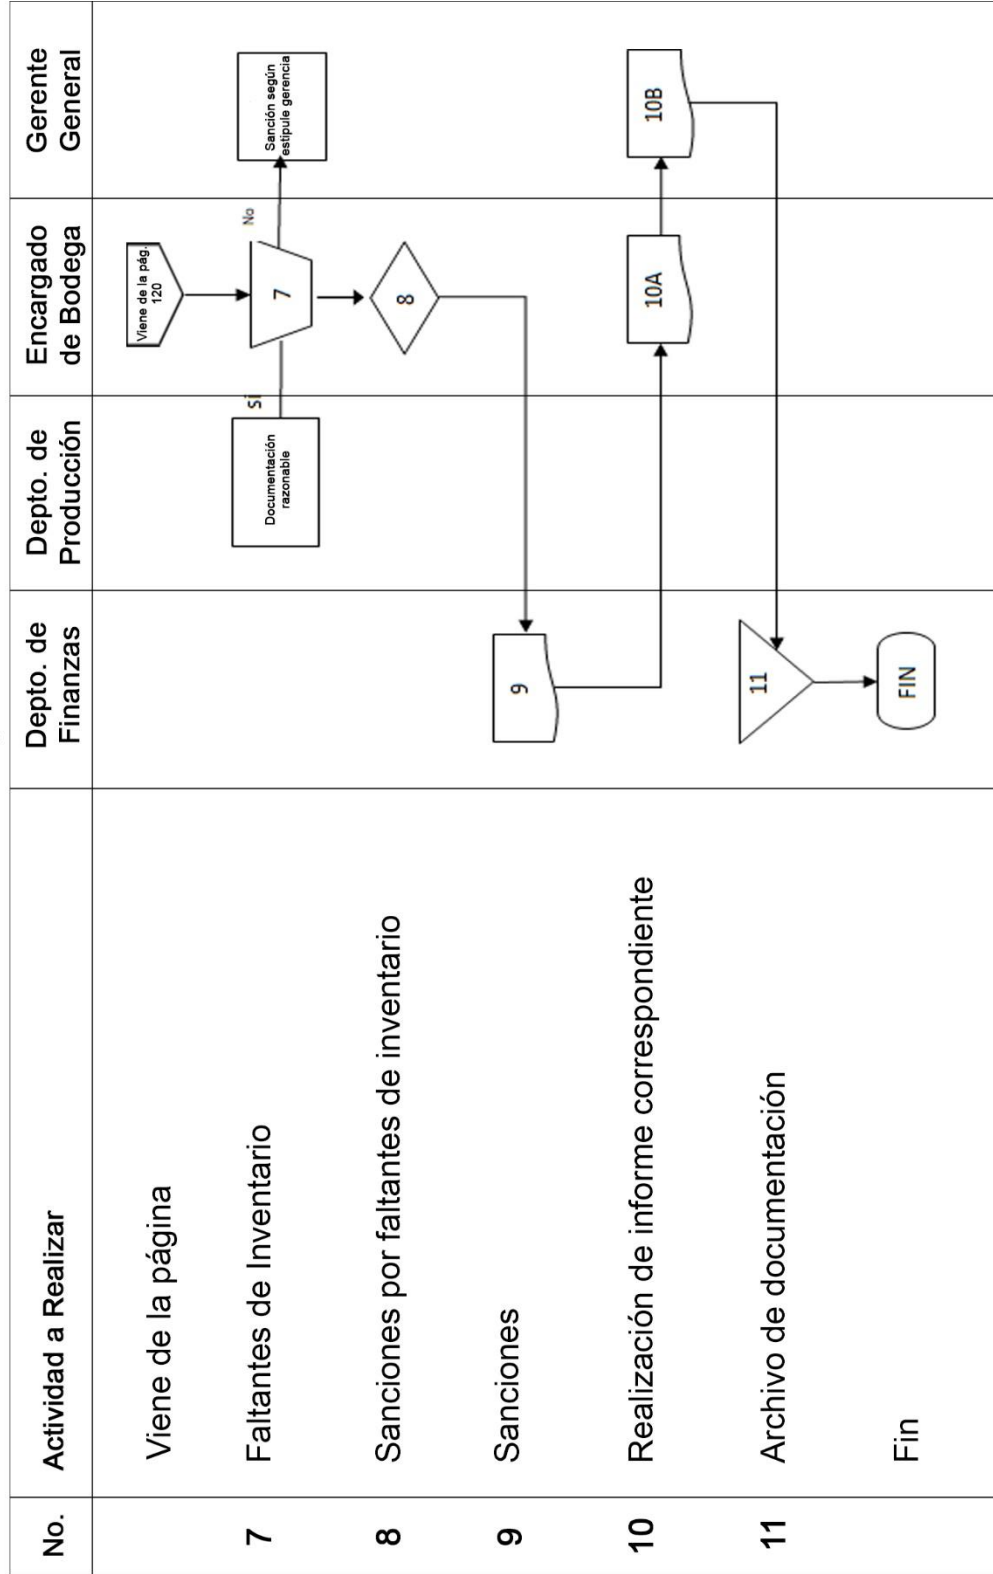 No.
Actividad a Realizar
Depto. de
Finanzas
Depto. de
Producción
Encargado
de Bodega
Gerente
General
Viene de la página
Viene de la pág.
120
7
Faltantes de Inventario
Documentación
razonable
Si
7
No
Sanción según
estipule gerencia
8
Sanciones por faltantes de inventario
8
9
Sanciones
9
10
Realización de informe correspondiente
10A
10B
11
Archivo de documentación
11
Fin
FIN